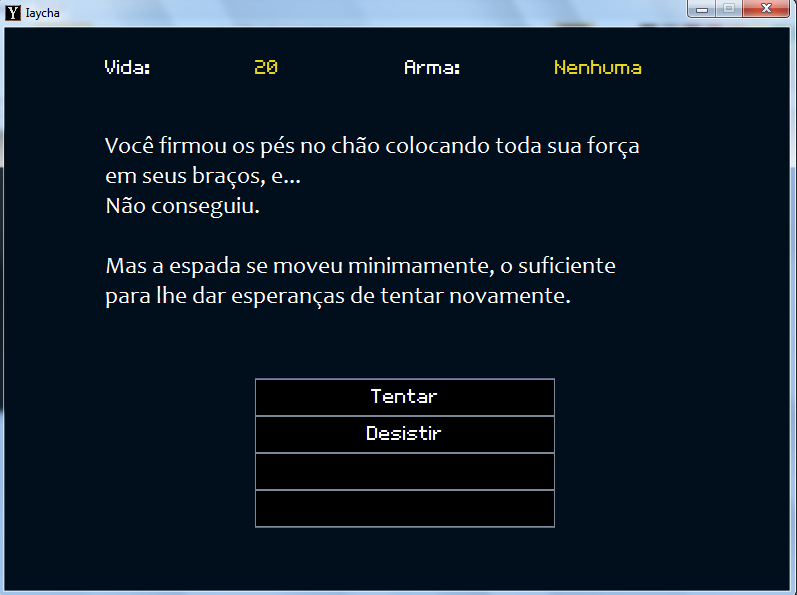 Iaycha
Vida: 20 Arma: Nenhuma
Você firmou os pés no chão colocando toda sua força
em seus braços, e...
Não conseguiu.
Mas a espada se moveu minimamente, o suficiente
para lhe dar esperanças de tentar novamente.
Tentar
Desistir